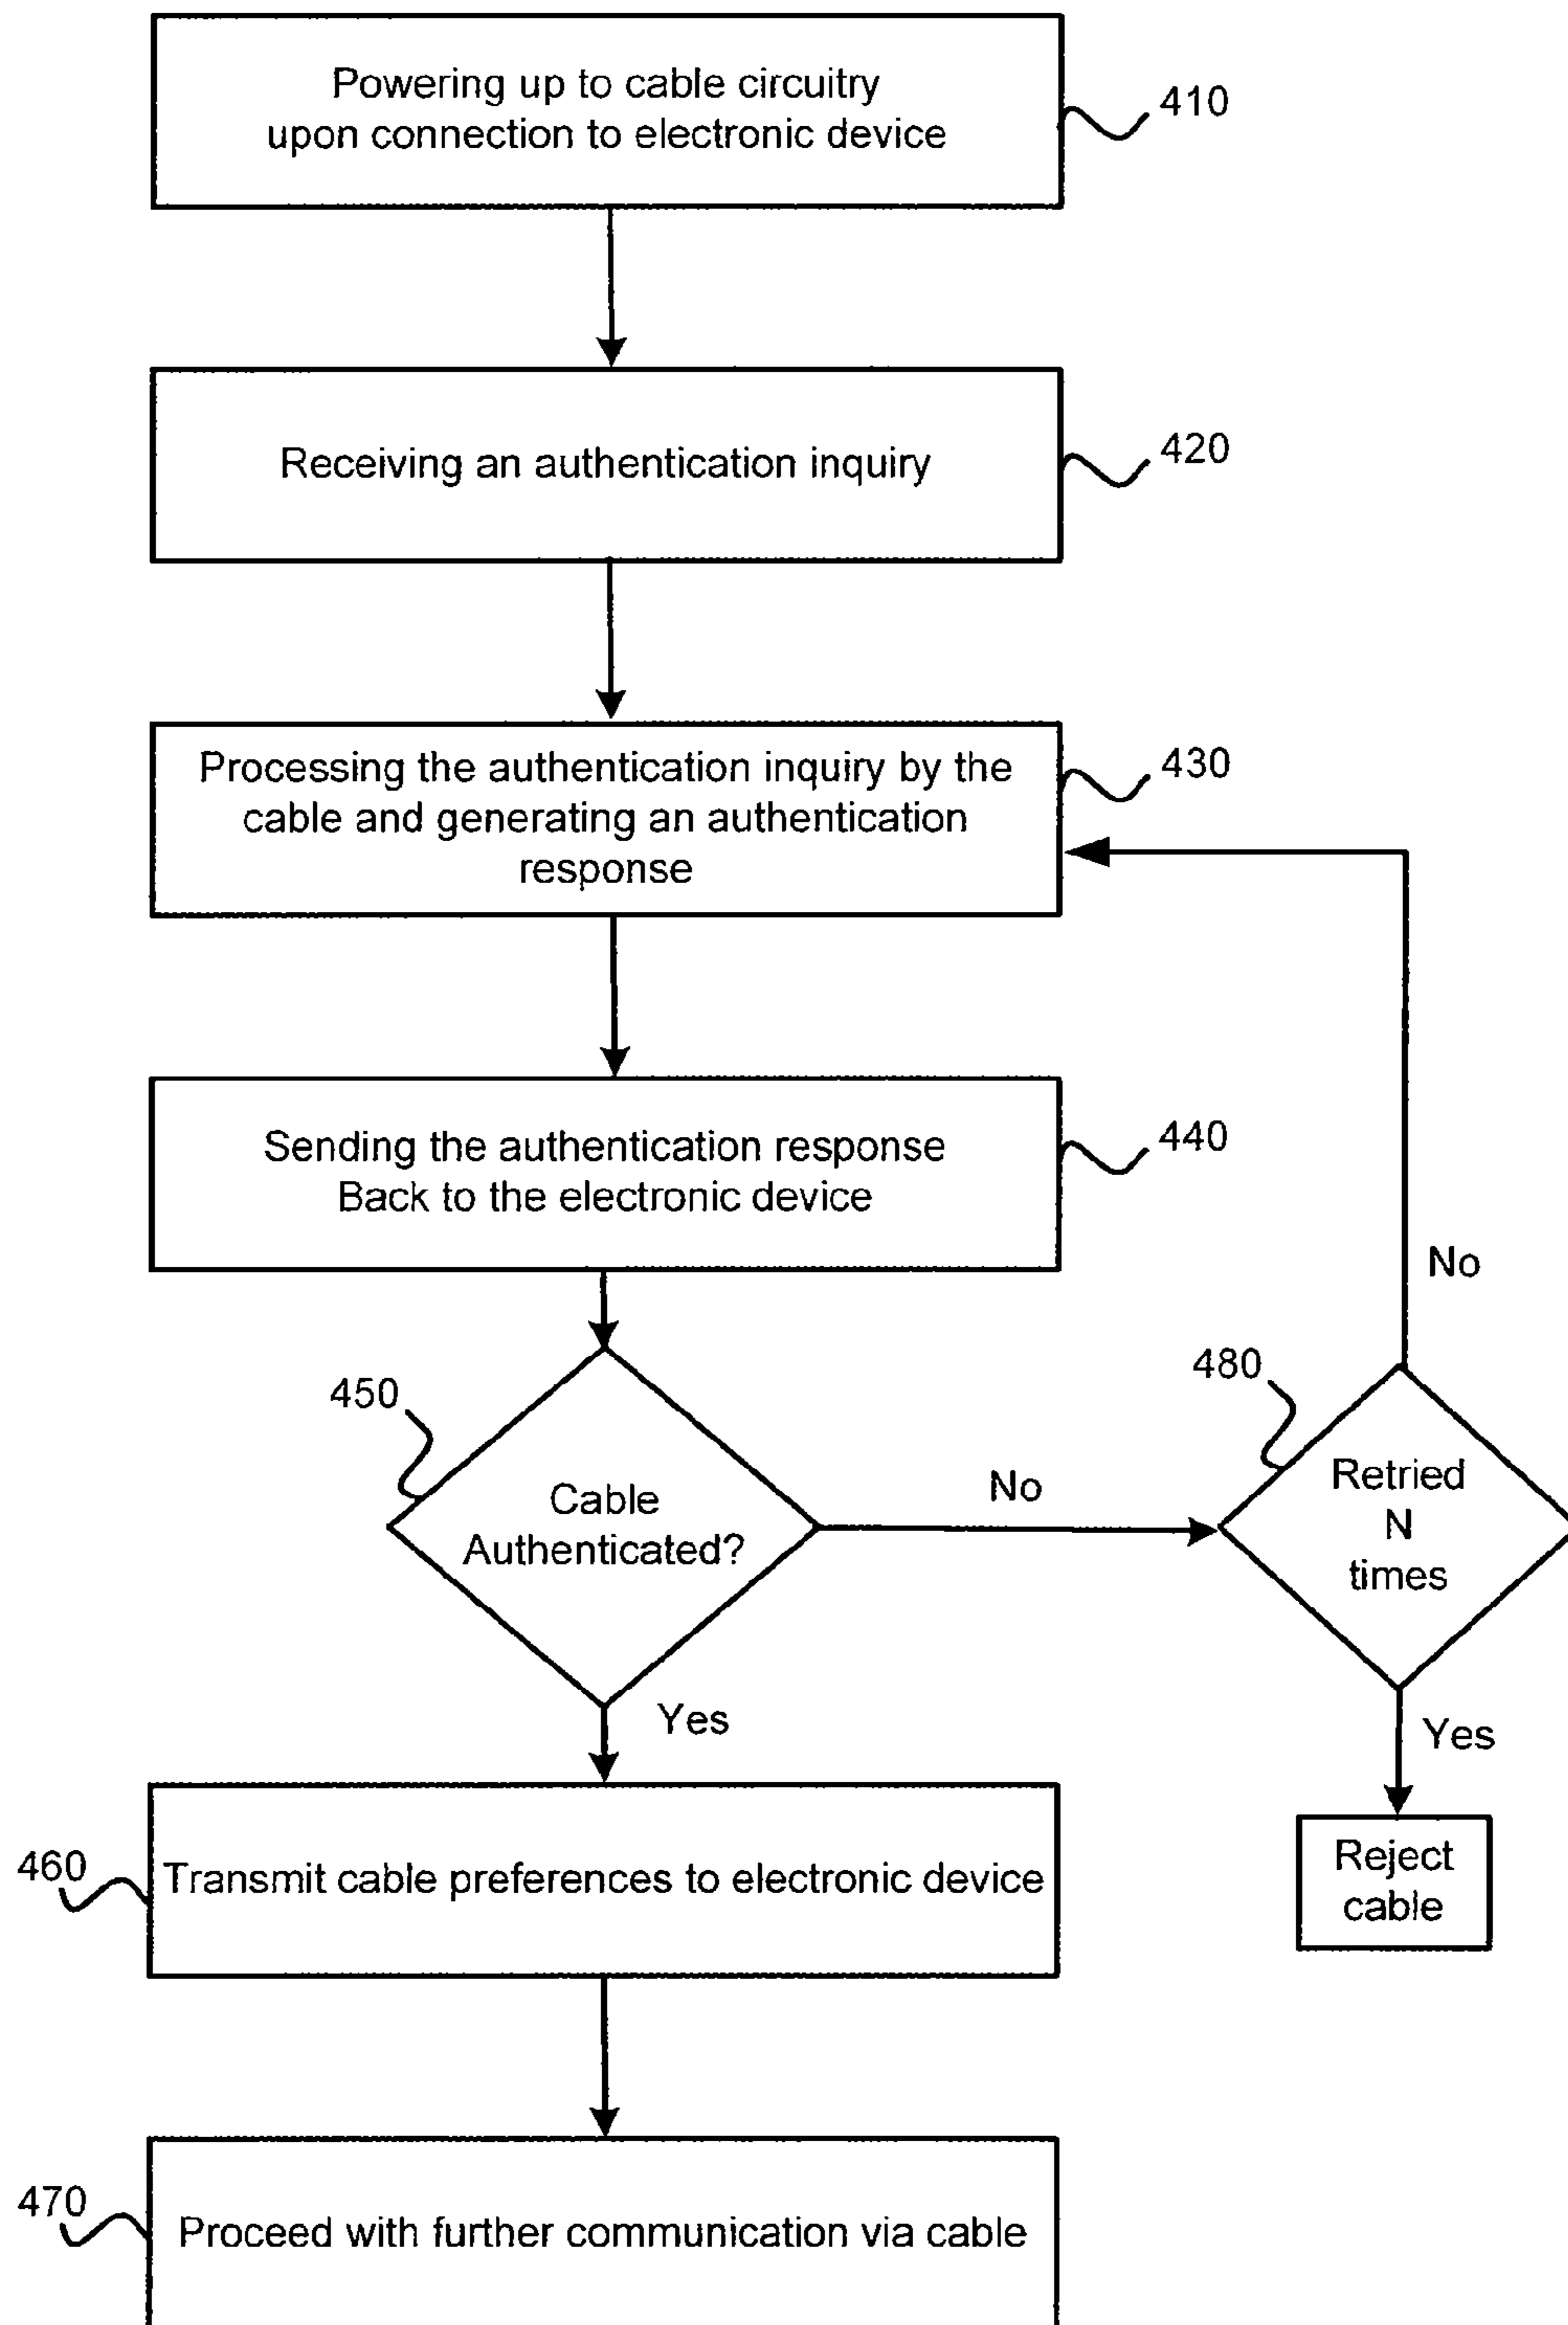 Powering up to cable circuitry
upon connection to electronic device
410
Receiving an authentication inquiry
420
Processing the authentication inquiry by the
cable and generating an authentication
response
430
Sending the authentication response
Back to the electronic device
440
No
450
480
Cable
Authenticated?
No
Retried
N
times
Yes
Yes
460
Transmit cable preferences to electronic device
Reject
cable
470
Proceed with further communication via cable